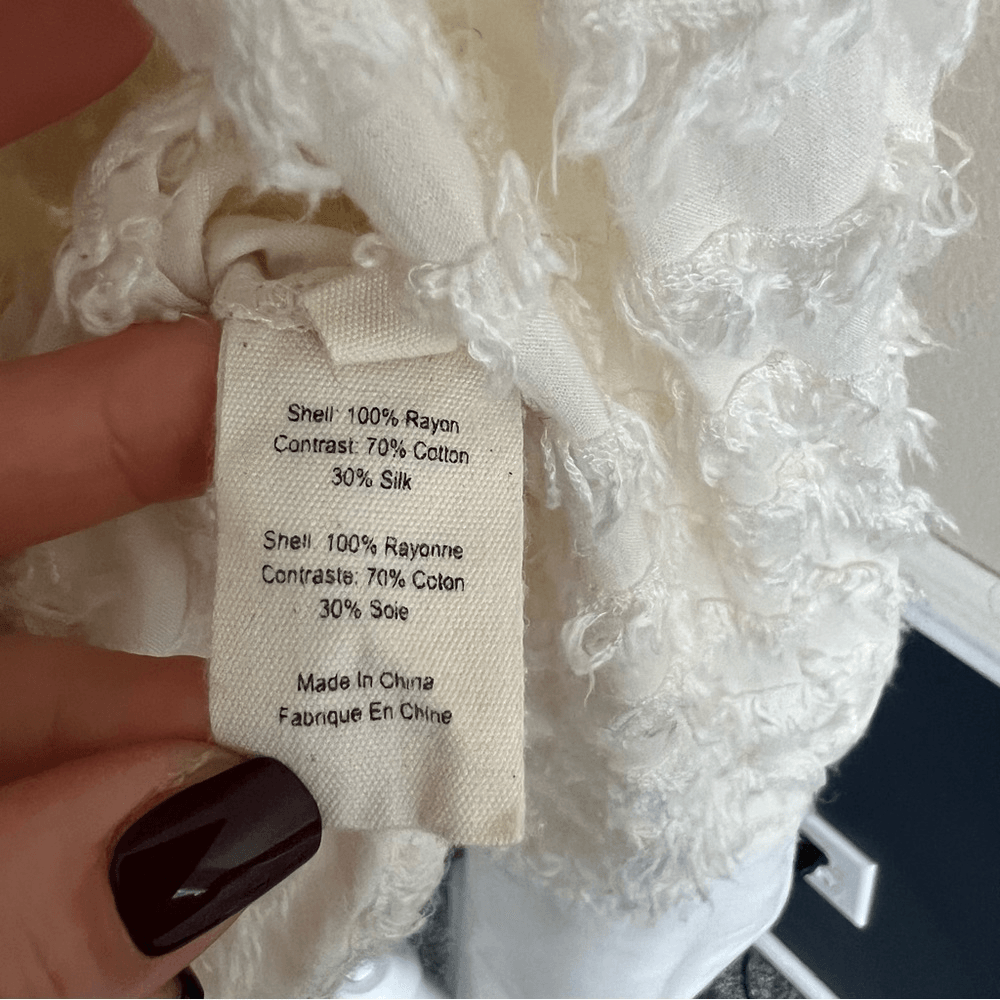 Shell: 100% Rayon
Contrast: 70% Cotton
30% Silk
Shell 100% Rayonne
Contraste: 70% Coton
30% Soie
Made In China
Fabrique En Chine